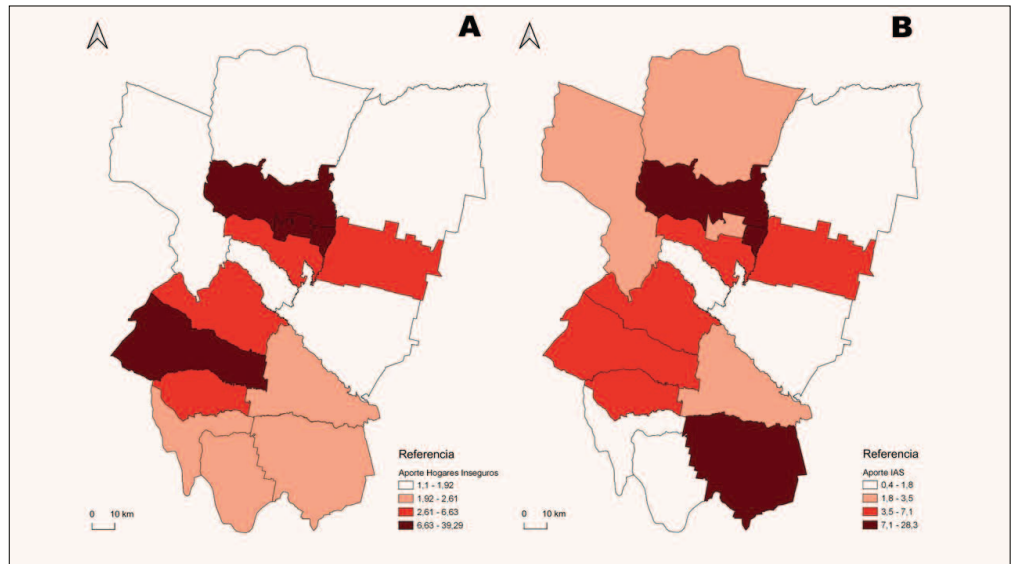 A
B
Referencia
Aporte Hogares Inseguros
1,1 - 1,92
1,92 - 2,61
2,61 - 6,63
6,63 - 39,29
0 10 km
Referencia
Aporte IAS
0,4 - 1,8
1,8 - 3,5
3,5 - 7,1
7,1 - 28,3
0 10 km